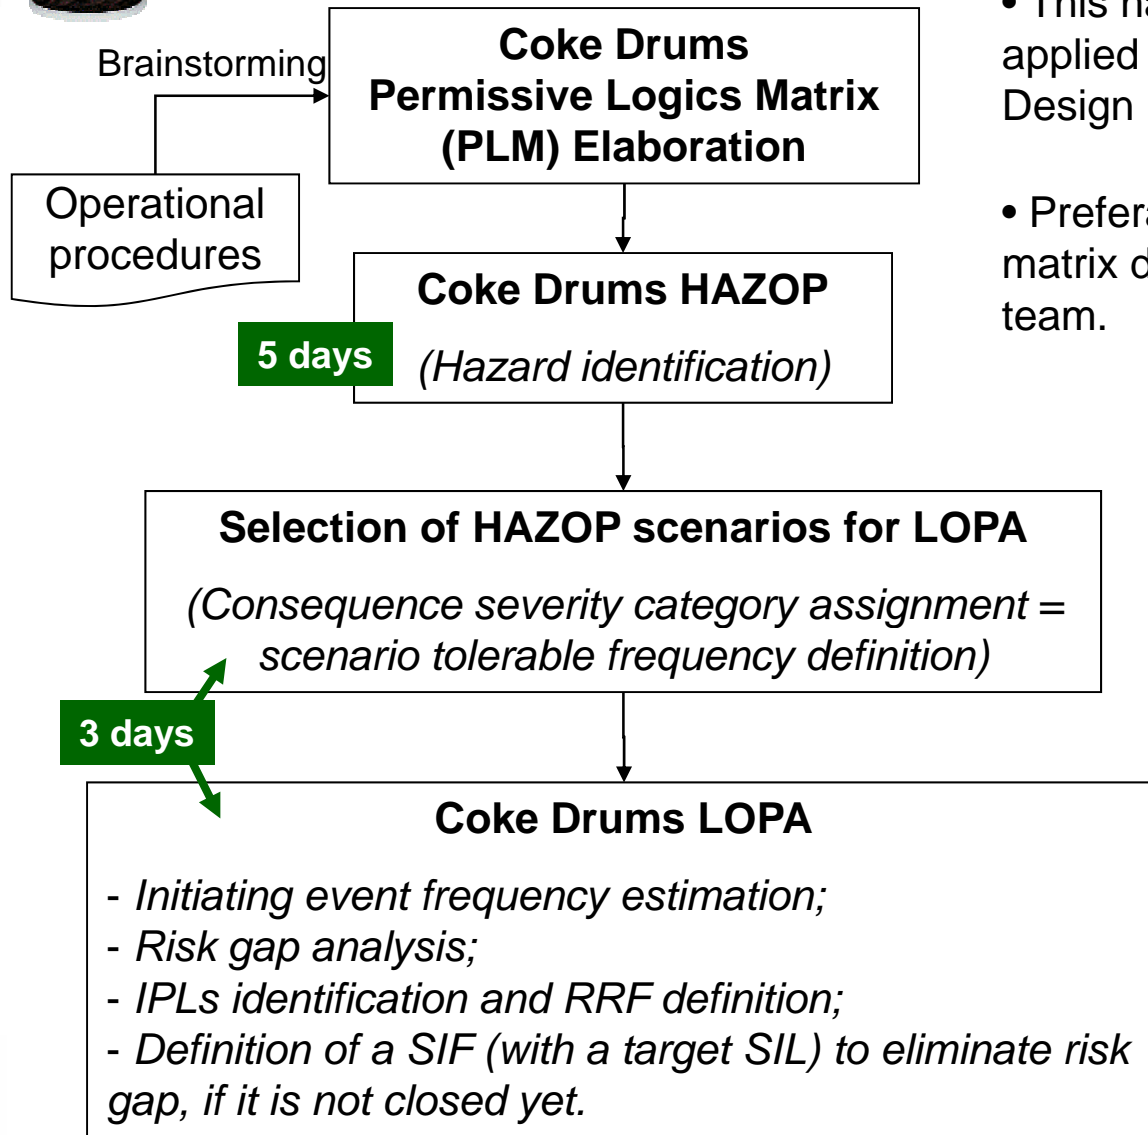 Brainstorming
Coke Drums
Permissive Logics Matrix
(PLM) Elaboration
Operational
procedures
Coke Drums HAZOP
(Hazard identification)
5 days
Selection of HAZOP scenarios for LOPA
(Consequence severity category assignment =
scenario tolerable frequency definition)
3 days
Coke Drums LOPA
- Initiating event frequency estimation;
- Risk gap analysis;
- IPLs identification and RRF definition;
- Definition of a SIF (with a target SIL) to eliminate risk
gap, if it is not closed yet.
• This
applied
Design
•
matrix
team.